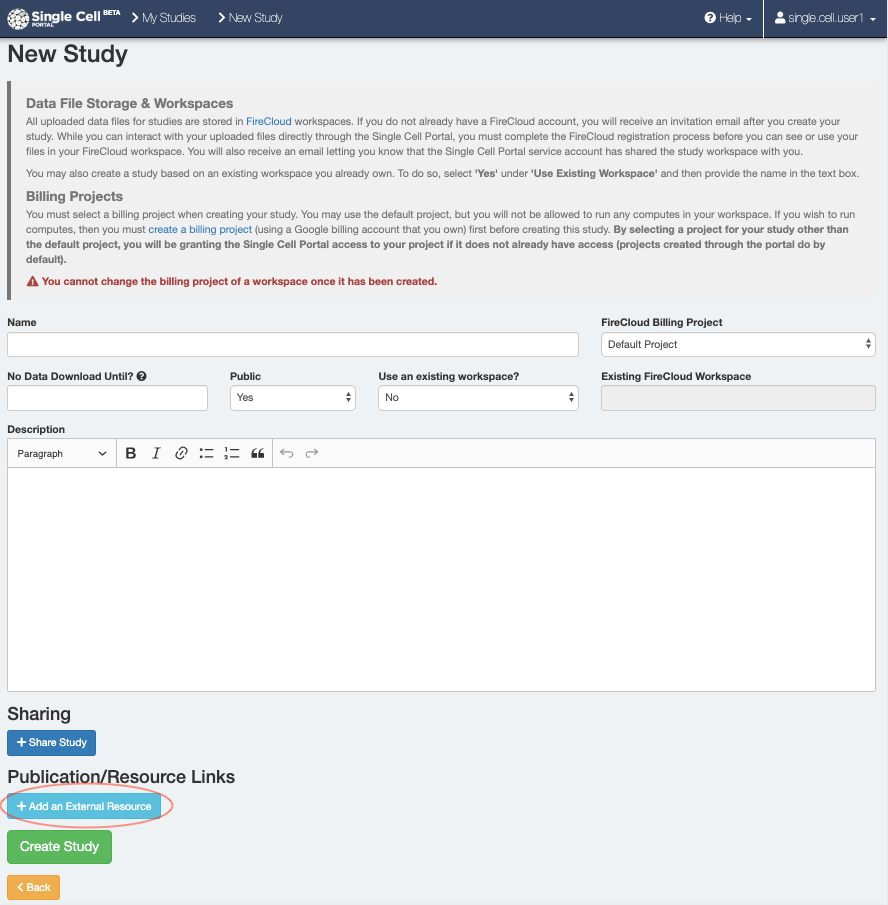 Single Cell BETA
PORTAL
My Studies
New Study
Help
single.cell.user1
New Study
Data File Storage & Workspaces
All uploaded data files for studies are stored in FireCloud workspaces. If you do not already have a FireCloud account, you will receive an invitation email after you create your
study. While you can interact with your uploaded files directly through the Single Cell Portal, you must complete the FireCloud registration process before you can see or use your
files in your FireCloud workspace. You will also receive an email letting you know that the Single Cell Portal service account has shared the study workspace with you.
You may also create a study based on an existing workspace you already own. To do so, select 'Yes' under 'Use Existing Workspace' and then provide the name in the text box.
Billing Projects
You must select a billing project when creating your study. You may use the default project, but you will not be allowed to run any computes in your workspace. If you wish to run
computes, then you must create a billing project (using a Google billing account that you own) first before creating this study. By selecting a project for your study other than
the default project, you will be granting the Single Cell Portal access to your project if it does not already have access (projects created through the portal do by
default).
You cannot change the billing project of a workspace once it has been created.
Name
FireCloud Billing Project
Default Project
No Data Download Until?
Public
Use an existing workspace?
Existing FireCloud Workspace
Yes
No
Description
Paragraph
B I
Sharing
+ Share Study
Publication/Resource Links
+ Add an External Resource
Create Study
Back